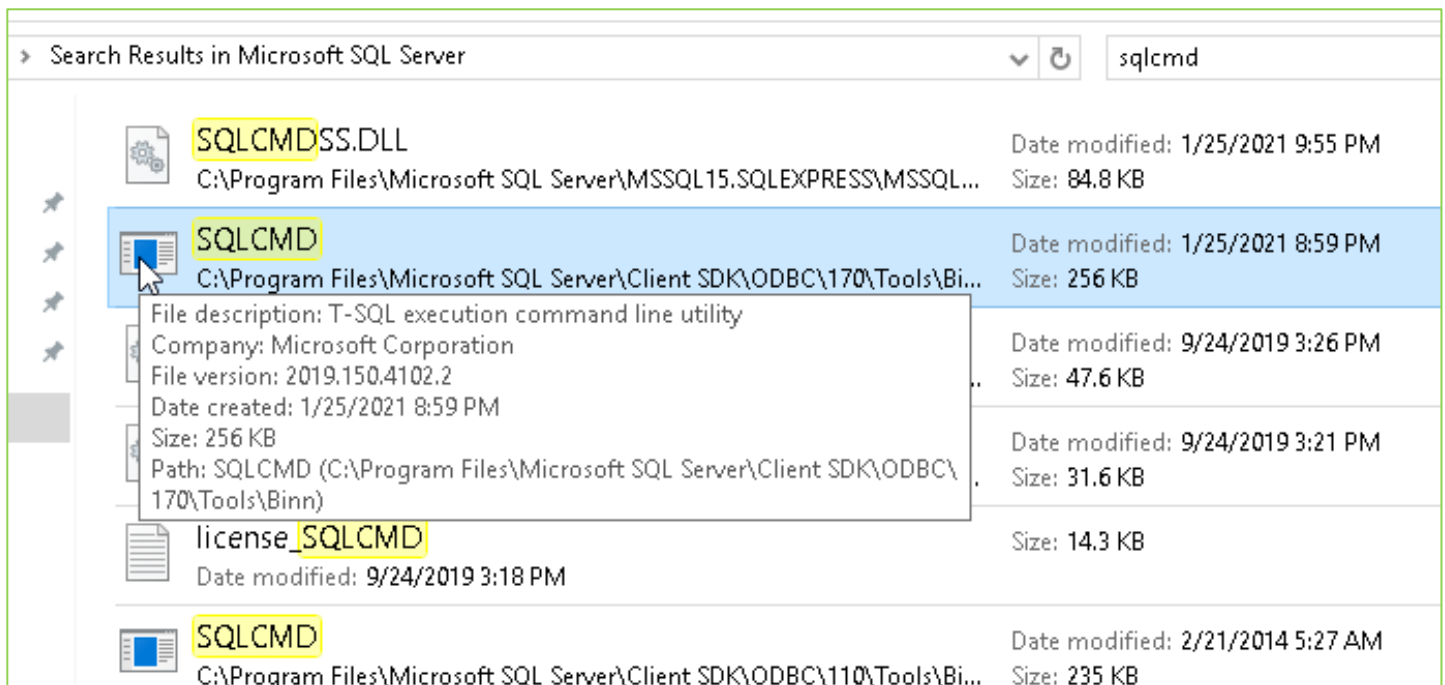 Search Results in Microsoft SQL Server
sqlcmd
SQLCMDSS.DLL
Date modified: 1/25/2021 9:55 PM
C:\Program Files\Microsoft SQL Server\MSSQL15.SQLEXPRESS\MSSQL...
Size: 84.8 KB
SQLCMD
Date modified: 1/25/2021 8:59 PM
C:\Program Files\Microsoft SQL Server\Client SDK\ODBC\170\Tools\Bi...
Size: 256 KB
File description: T-SQL execution command line utility
Company: Microsoft Corporation
File version: 2019.150.4102.2
Date created: 1/25/2021 8:59 PM
Size: 256 KB
Path: SQLCMD (C:\Program Files\Microsoft SQL Server\Client SDK\ODBC\
170\Tools\Binn)
Date modified: 9/24/2019 3:26 PM
Size: 47.6 KB
Date modified: 9/24/2019 3:21 PM
Size: 31.6 KB
license_SQLCMD
Size: 14.3 KB
Date modified: 9/24/2019 3:18 PM
SQLCMD
Date modified: 2/21/2014 5:27 AM
C:\Program Files\Microsoft SQL Server\Client SDK\ODBC\110\Tools\Bi...
Size: 235 KB